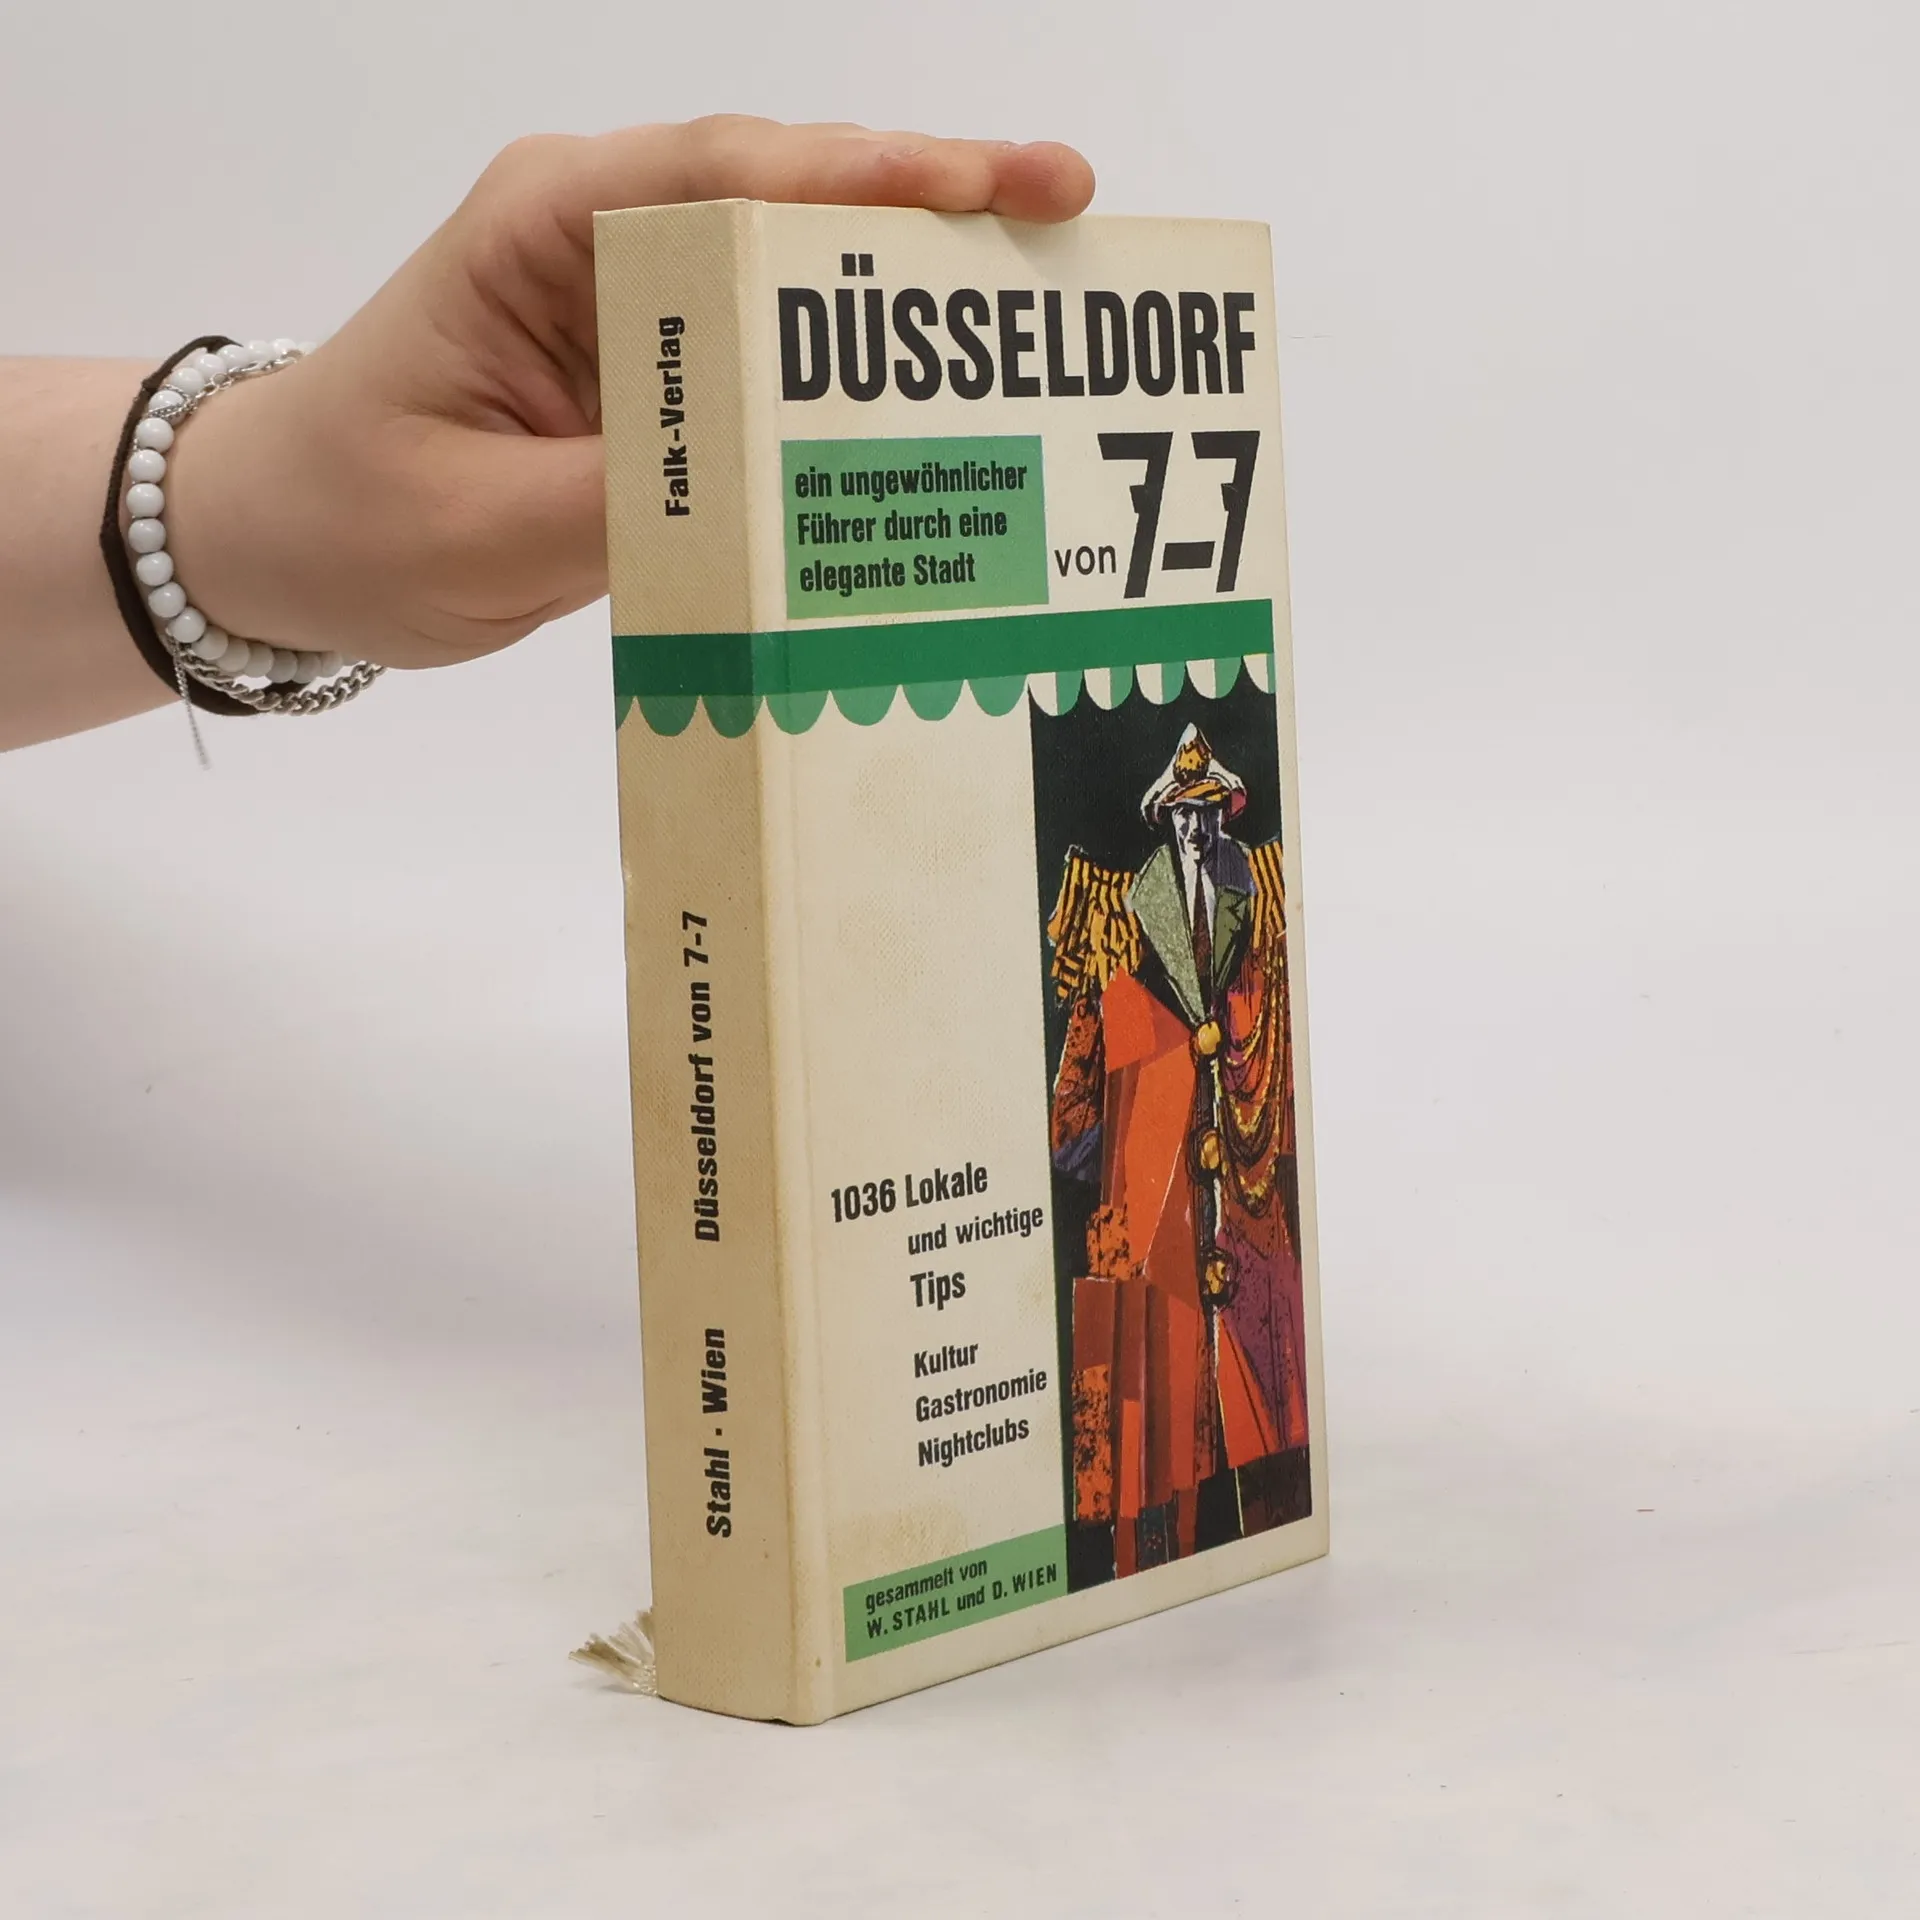 Falk-Verlag
Düsseldorf von 7-7
Stahl · Wien
DÜSSELDORF
von 7-7
ein ungewöhnlicher
Führer durch eine
elegante Stadt
1036 Lokale
und wichtige
Tips
Kultur
Gastronomie
Nightclubs
gesammelt von
W. STAHL und D. WIEN